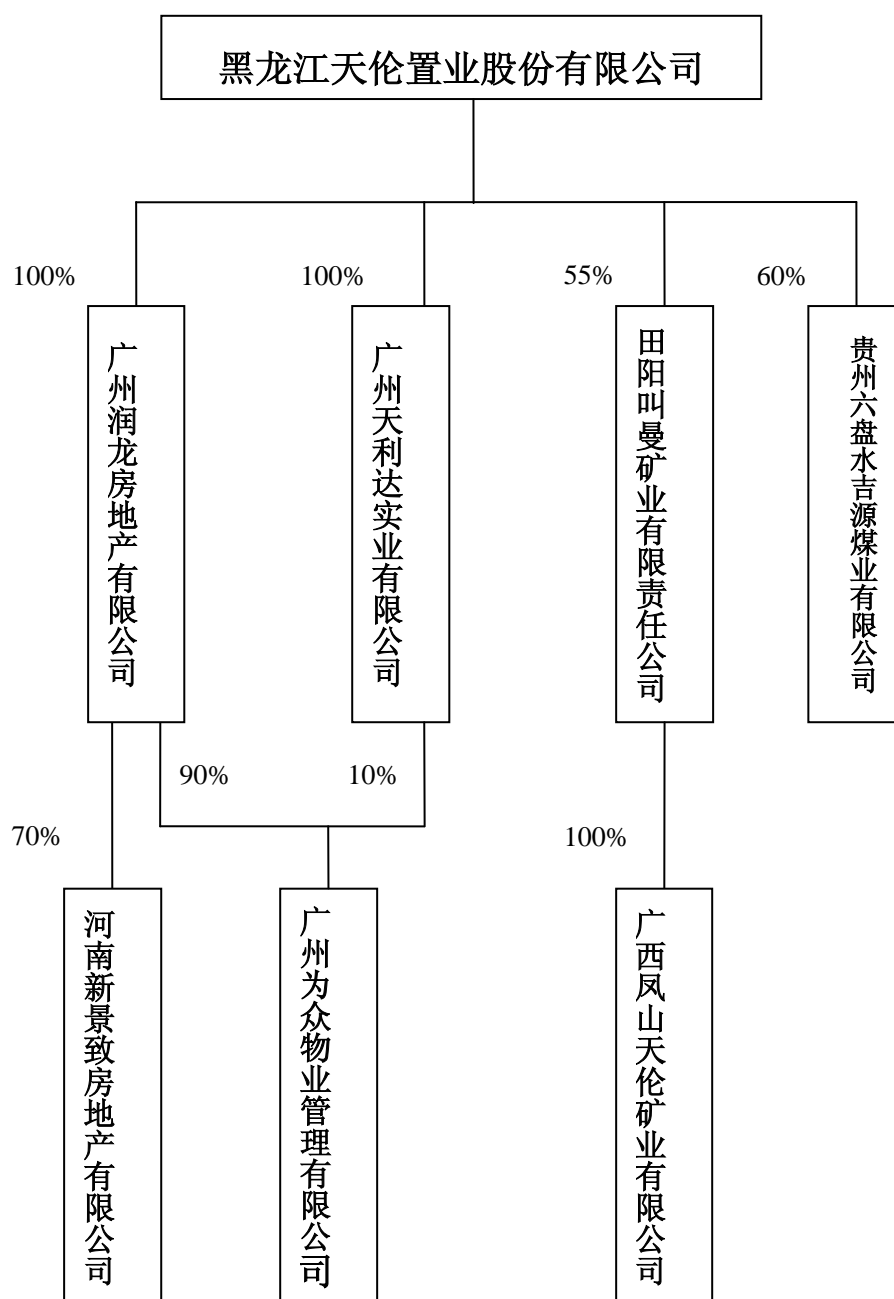 黑龙江天伦置业股份有限公司
100%
100%
55%
60%
广州润龙房地产有限公司
广州天利达实业有限公司
田阳叫曼矿业有限责任公司
贵州六盘水吉源煤业有限公司
90%
10%
70%
100%
河南新景致房地产有限公司
广州为众物业管理有限公司
广西凤山天伦矿业有限公司